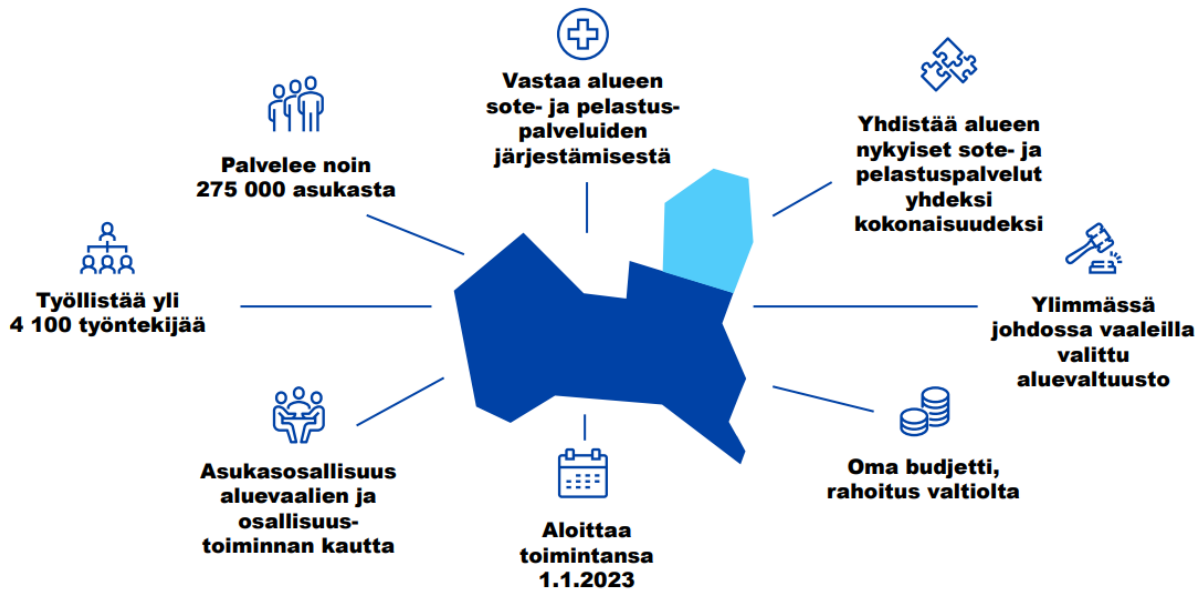 Vastaa alueen
sote- ja pelastus-
palveluiden
järjestämisestä
Yhdistää alueen
nykyiset sote- ja
pelastuspalvelut
yhdeksi
kokonaisuudeksi
Palvelee noin
275 000 asukasta
Työllistää yli
4 100 työntekijää
Ylimmässä
johdossa vaaleilla
valittu
aluevaltuusto
Asukasosallisuus
aluevaalien ja
osallisuus-
toiminnan kautta
Aloittaa
toimintansa
1.1.2023
Oma budjetti,
rahoitus valtiolta